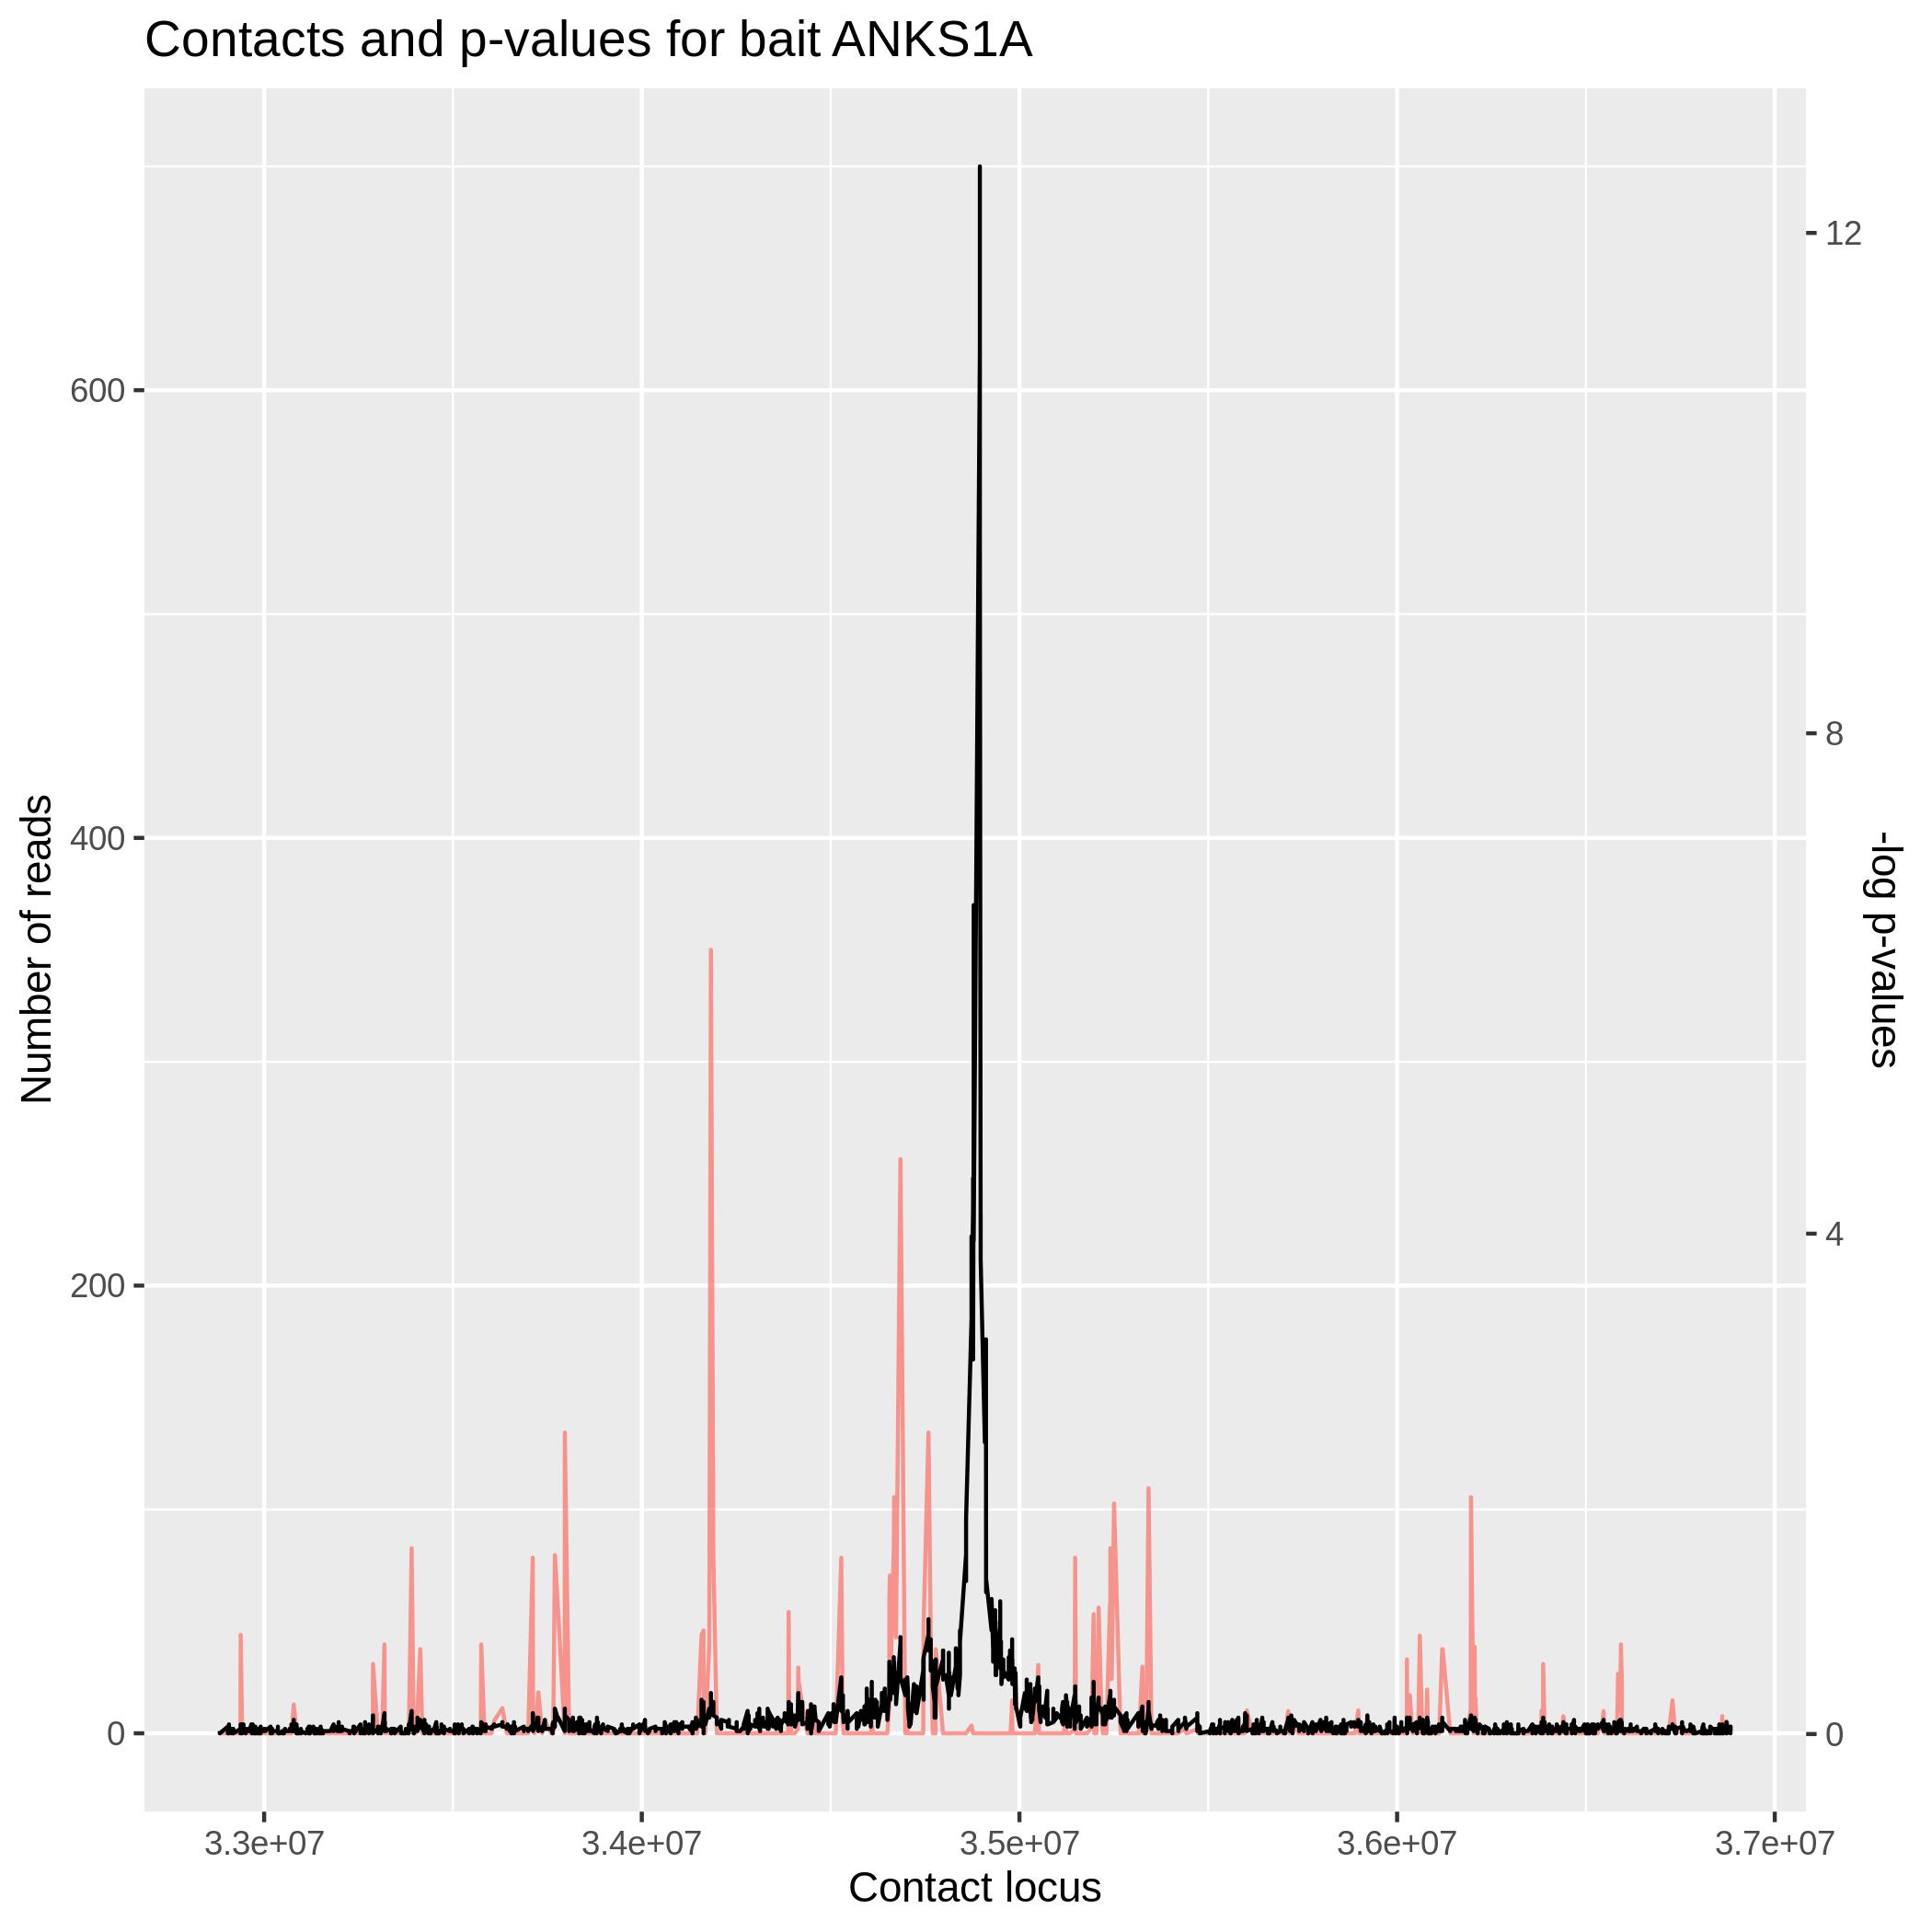 Contacts and p-values for bait ANKS1A
Number of reads
600
400
200
0
12
8
4
0
-log p-values
3.3e+07 3.4e+07 3.5e+07 3.6e+07 3.7e+07
Contact locus